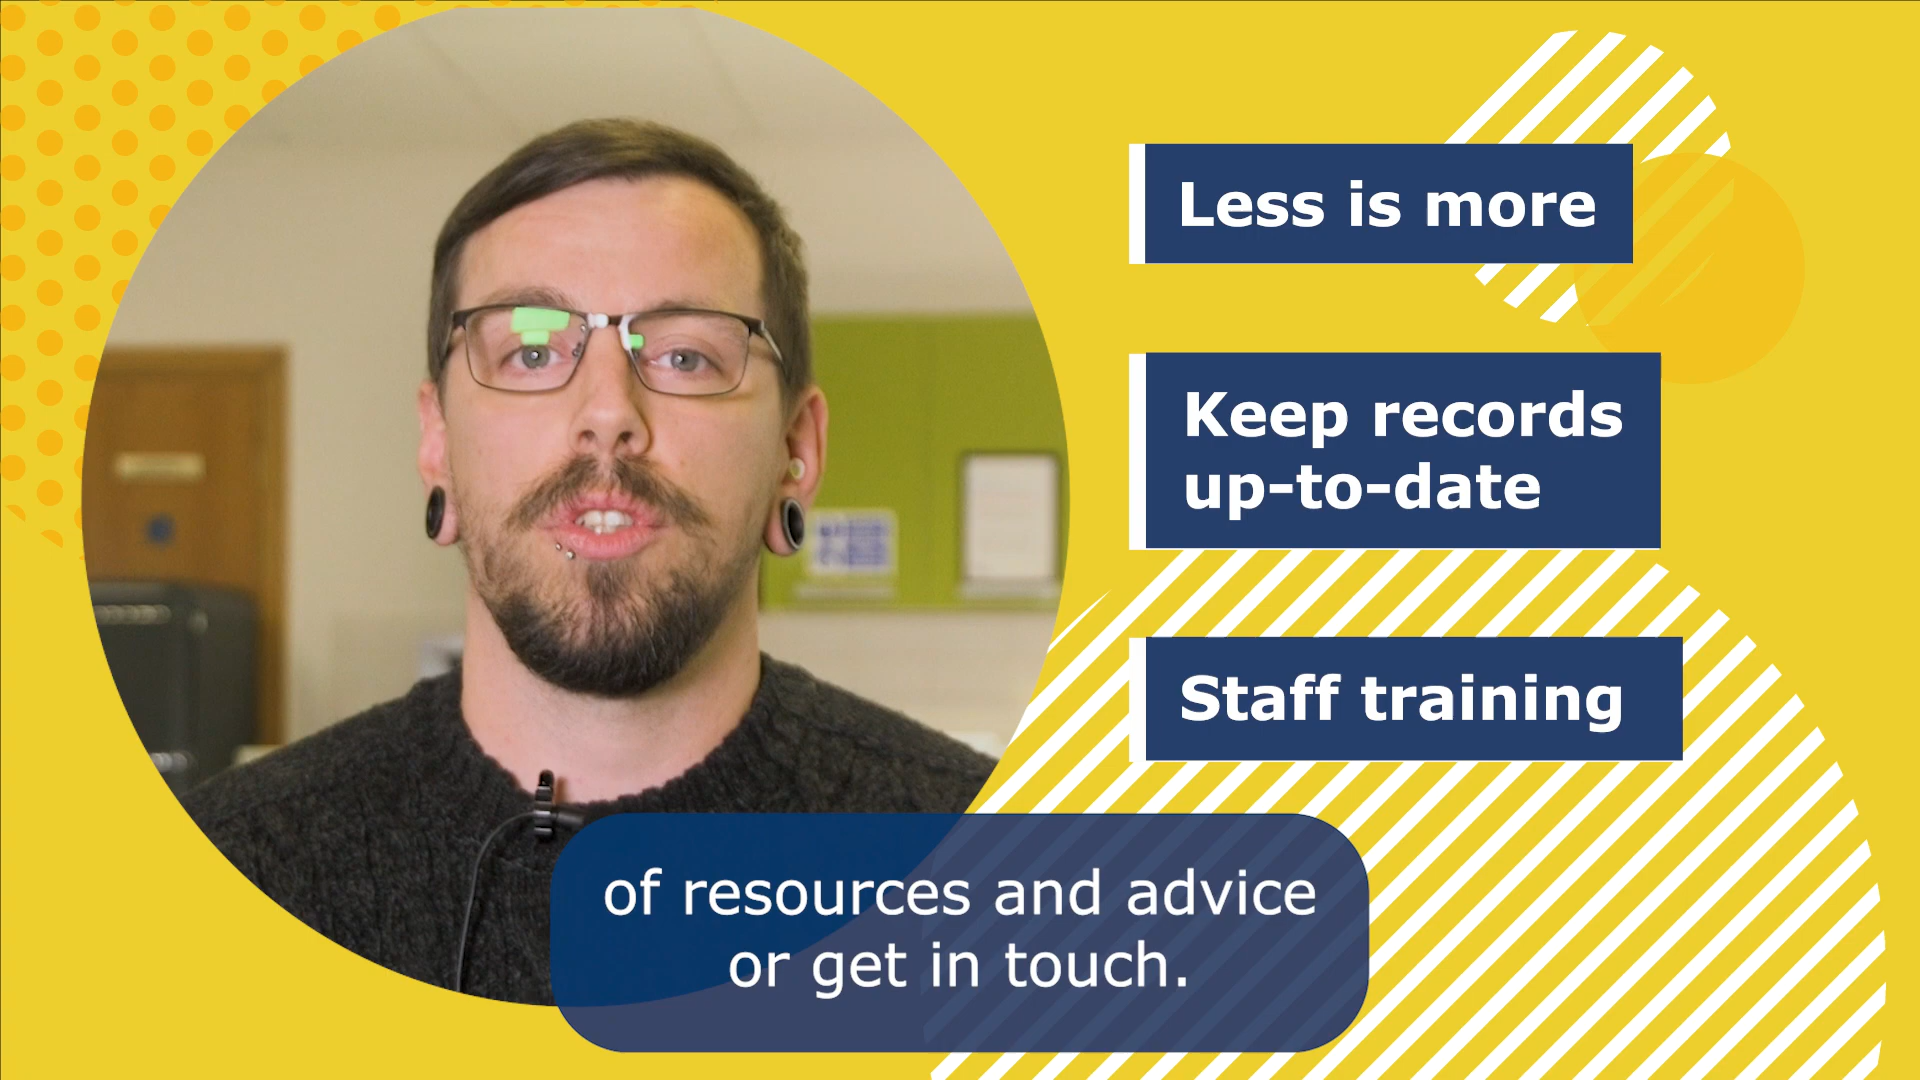 Less is more
Keep records
up-to-date
Staff training
of resources and advice
or get in touch.